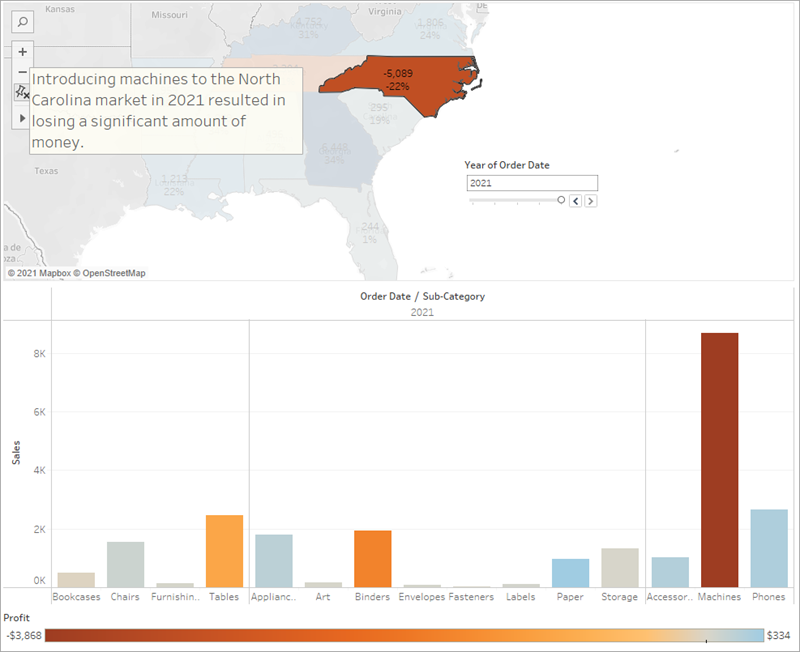 Kansas
Missouri
4,752
31%
Virginia
1,806
24%
DE
-5,089
-22%
Introducing machines to the North
Carolina market in 2021 resulted in
losing a significant amount of
money.
295
19%
34%
Texas
1,213
22%
244
1%
Year of Order Date
2021
a de
© 2021 Mapbox © OpenStreetMap
Order Date / Sub-Category
2021
Sales
8K
6K
4K
2K
0K
Bookcases Chairs Furnishin.. Tables Applianc.. Art Binders Envelopes Fasteners Labels Paper Storage Accessor.. Machines Phones
Profit
-$3,868 $334